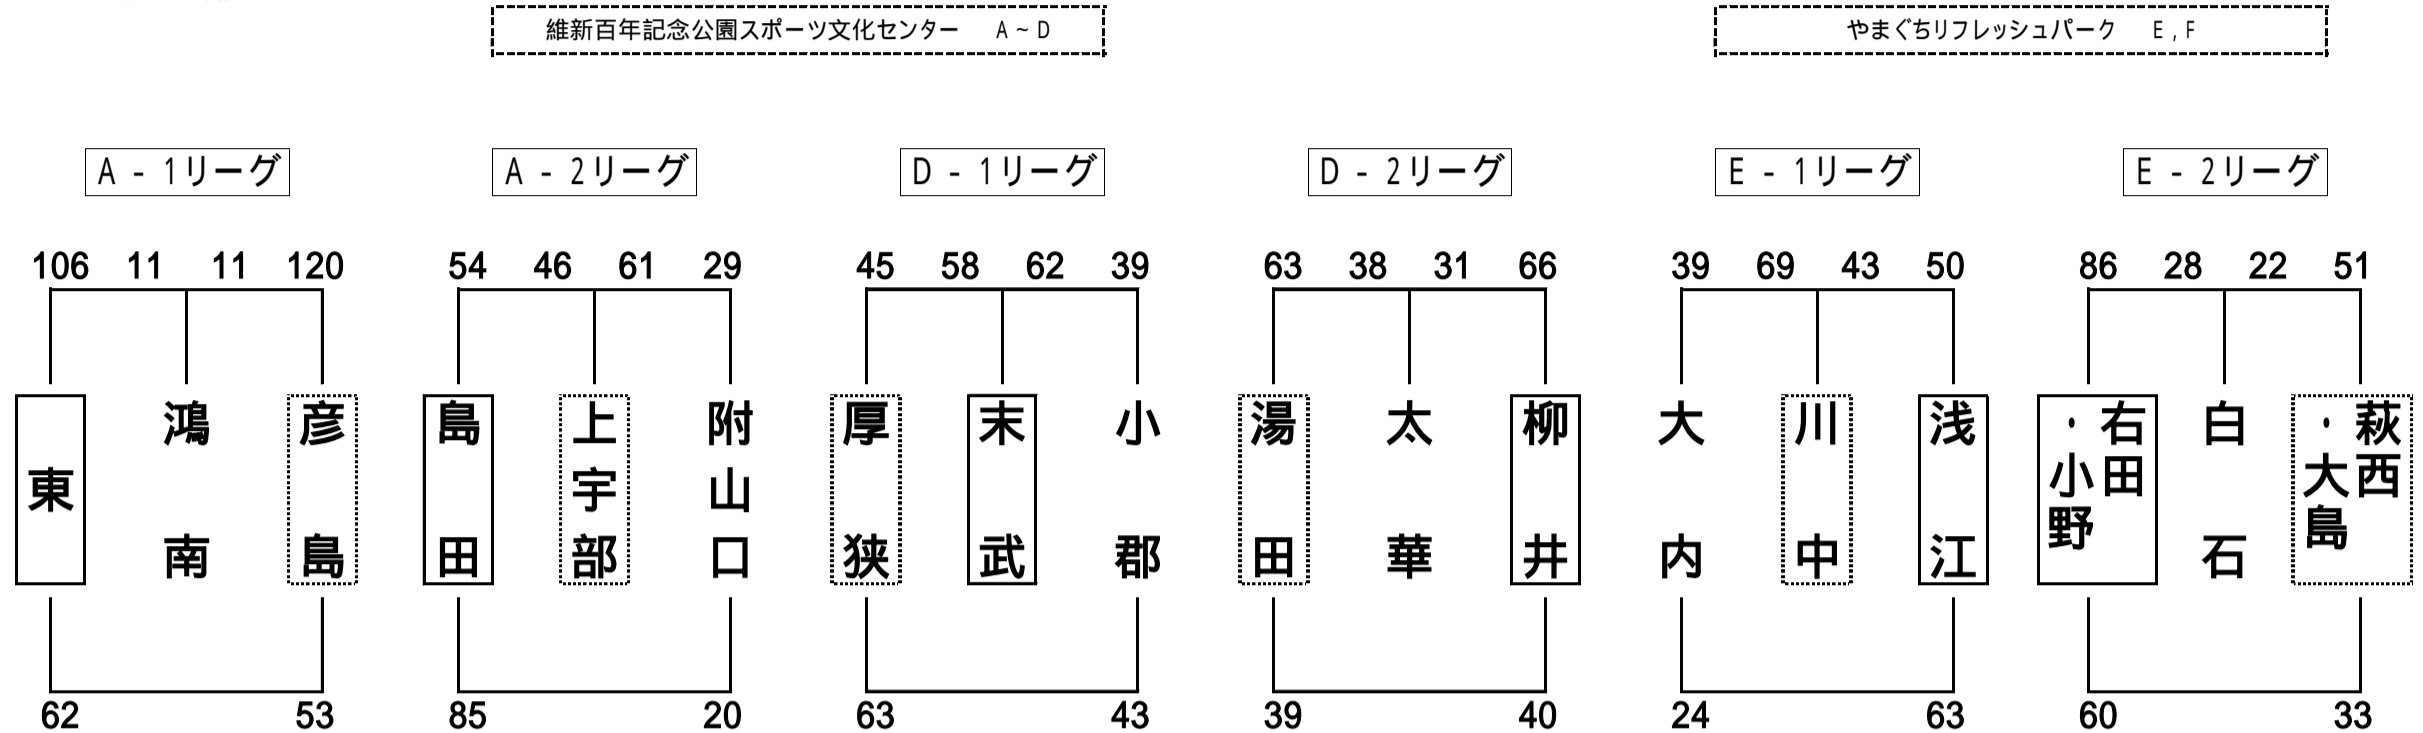 維新百年記念公園スポーツ文化センター　A～D
やまぐちリフレッシュパーク　E,F
A-1リーグ
A-2リーグ
D-1リーグ
D-2リーグ
E-1リーグ
E-2リーグ
106 11 11 120
54 46 61 29
45 58 62 39
63 38 31 66
39 69 43 50
86 28 22 51
東
鴻南
彦島
島田
上宇部
附山口
厚狭
末武
小郡
湯田
太華
柳井
大内
川中
浅江
右田
・小野
白石
萩西
・大島
62 53
85 20
63 43
39 40
24 63
60 33